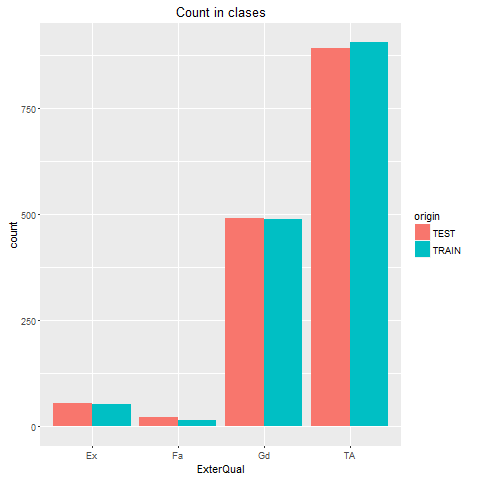 Count in clases
750
500
250
0
count
Ex
Fa
Gd
TA
ExterQual
origin
TEST
TRAIN